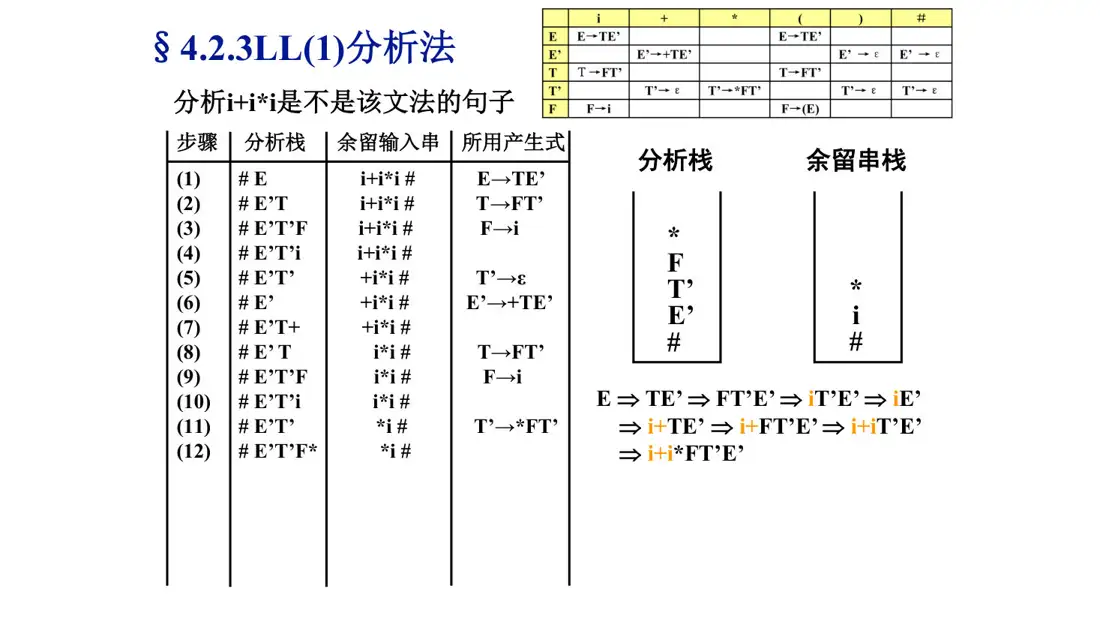 §4.2.3LL(1)分析法
i + * ( ) #
E E→TE’ E→TE’
E’ E’→+TE’ E’→ε E’→ε
T T→FT’ T→FT’
T’ T’→ε T’→*FT’ T’→ε T’→ε
F F→i F→(E)
分析i+i*i是不是该文法的句子
步骤 分析栈 余留输入串 所用产生式
(1) # E i+i*i # E→TE’
(2) # E’T i+i*i # T→FT’
(3) # E’T’F i+i*i # F→i
(4) # E’T’i i+i*i #
(5) # E’T’ +i*i # T’→ε
(6) # E’ +i*i # E’→+TE’
(7) # E’T+ +i*i #
(8) # E’ T i*i # T→FT’
(9) # E’T’F i*i # F→i
(10) # E’T’i i*i #
(11) # E’T’ *i # T’→*FT’
(12) # E’T’F* *i #
分析栈
*
F
T’
E’
#
余留串栈
*
i
#
E ⇒ TE’ ⇒ FT’E’ ⇒ iT’E’ ⇒ iE’
⇒ i+TE’ ⇒ i+FT’E’ ⇒ i+iT’E’
⇒ i+i*FT’E’